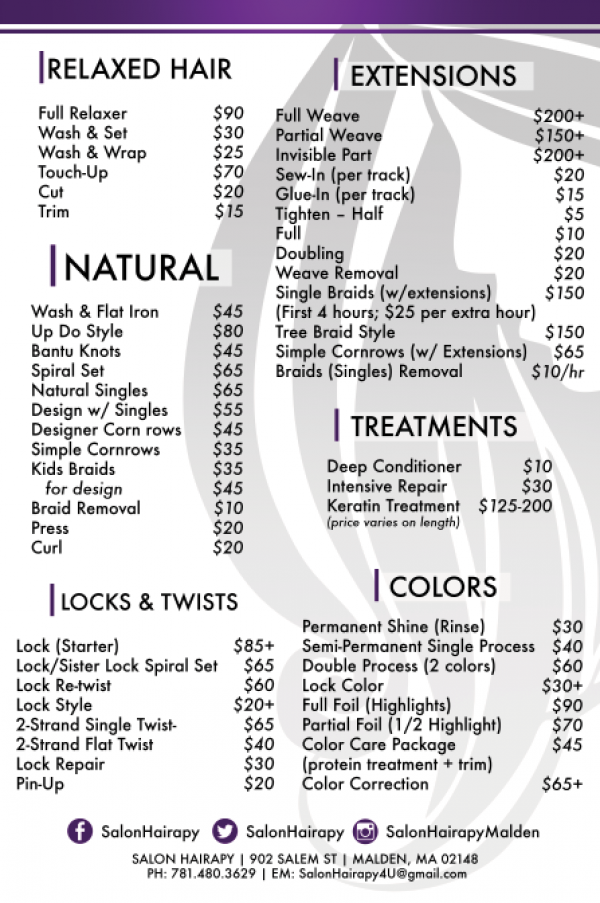 RELAXED HAIR
Full Relaxer $90
Wash & Set $30
Wash & Wrap $25
Touch-Up $70
Cut $20
Trim $15
NATURAL
Wash & Flat Iron $45
Up Do Style $80
Bantu Knots $45
Spiral Set $65
Natural Singles $65
Design w/ Singles $55
Designer Corn rows $45
Simple Cornrows $35
Kids Braids $35
for design $45
Braid Removal $10
Press $20
Curl $20
LOCKS & TWISTS
Lock (Starter) $85+
Lock/Sister Lock Spiral Set $65
Lock Re-twist $60
Lock Style $20+
2-Strand Single Twist- $65
2-Strand Flat Twist $40
Lock Repair $30
Pin-Up $20
EXTENSIONS
Full Weave $200+
Partial Weave $150+
Invisible Part $200+
Sew-In (per track) $20
Glue-In (per track) $15
Tighten – Half $5
Full $10
Doubling $20
Weave Removal $20
Single Braids (w/extensions) $150
(First 4 hours; $25 per extra hour)
Tree Braid Style $150
Simple Cornrows (w/ Extensions) $65
Braids (Singles) Removal $10/hr
TREATMENTS
Deep Conditioner $10
Intensive Repair $30
Keratin Treatment $125-200
(price varies on length)
COLORS
Permanent Shine (Rinse) $30
Semi-Permanent Single Process $40
Double Process (2 colors) $60
Lock Color $30+
Full Foil (Highlights) $90
Partial Foil (1/2 Highlight) $70
Color Care Package $45
(protein treatment + trim)
Color Correction $65+
SalonHairapy SalonHairapy SalonHairapyMalden
SALON HAIRAPY | 902 SALEM ST | MALDEN, MA 02148
PH: 781.480.3629 | EM: SalonHairapy4U@gmail.com